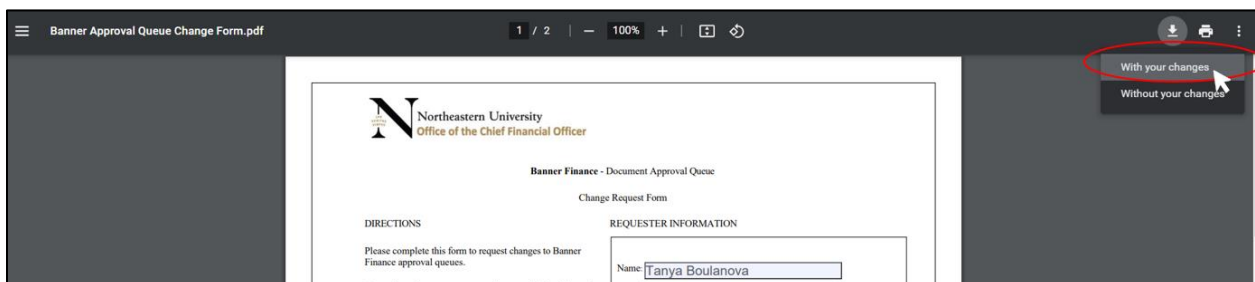 Banner Approval Queue Change Form.pdf
1 / 2 | — 100% + |
With your changes
Without your changes
N Northeastern University
Office of the Chief Financial Officer
Banner Finance - Document Approval Queue
Change Request Form
DIRECTIONS
Please complete this form to request changes to Banner
Finance approval queues.
REQUESTER INFORMATION
Name: Tanya Boulanova